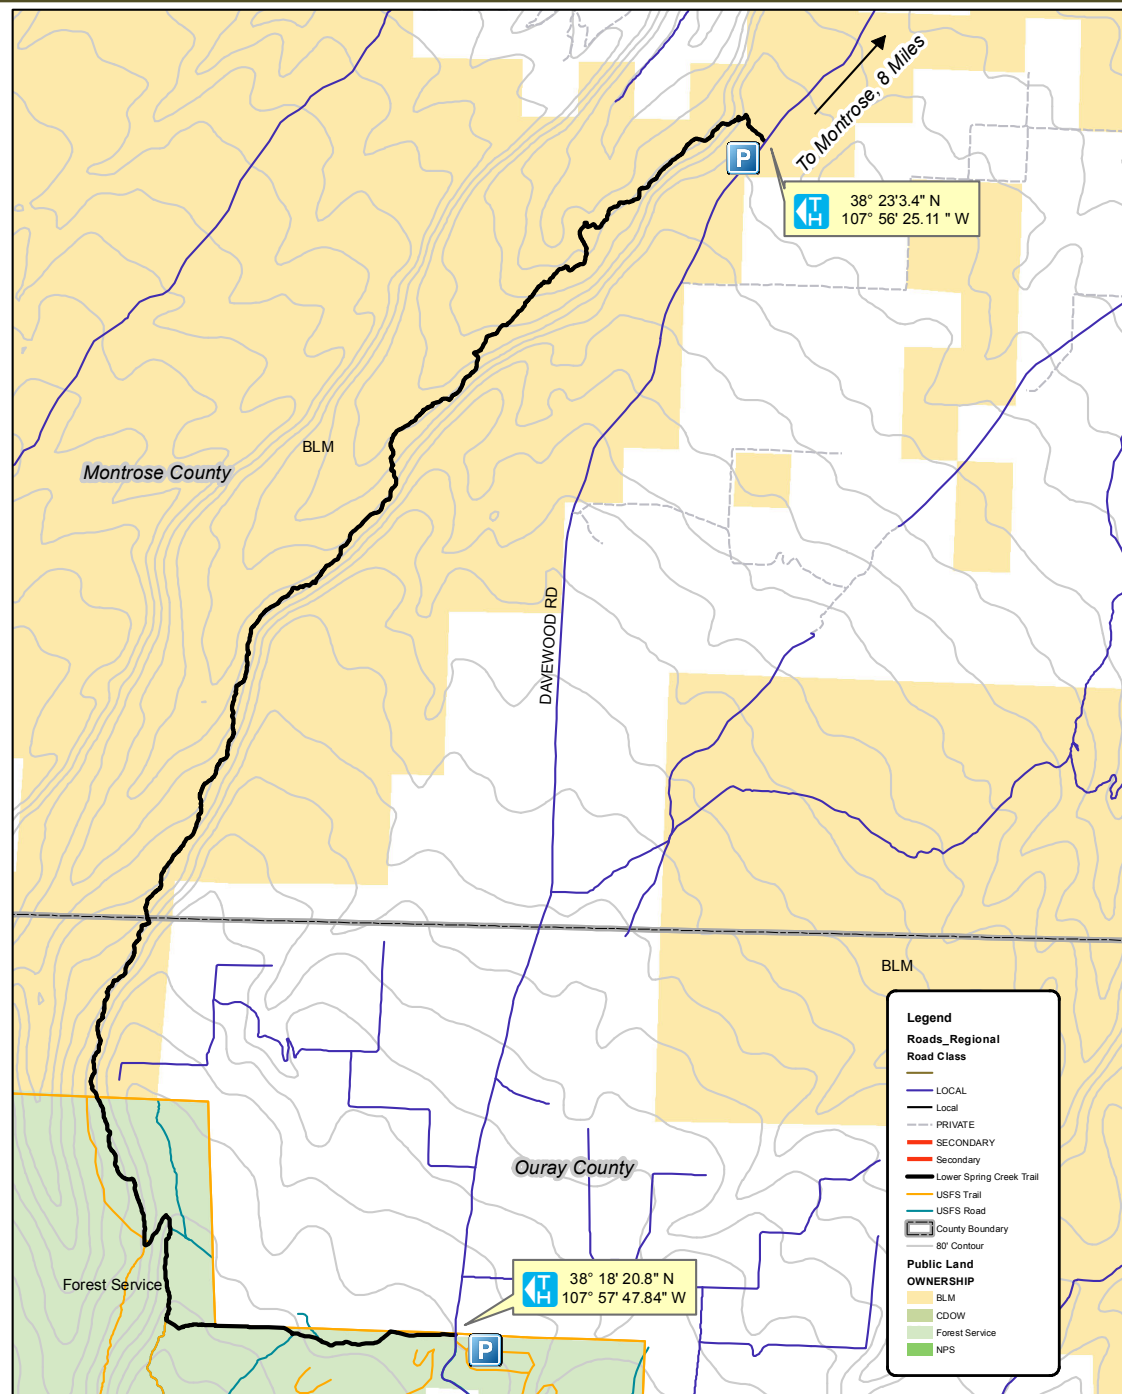 To Montrose, 8 Miles
P
TH
38° 23'3.4" N
107° 56' 25.11 " W
BLM
Montrose County
DAVEWOOD RD
BLM
Ouray County
Forest Service
TH
38° 18' 20.8" N
107° 57' 47.84" W
P
Legend
Roads_Regional
Road Class
LOCAL
Local
PRIVATE
SECONDARY
Secondary
Lower Spring Creek Trail
USFS Trail
USFS Road
County Boundary
80' Contour
Public Land
OWNERSHIP
BLM
CDOW
Forest Service
NPS